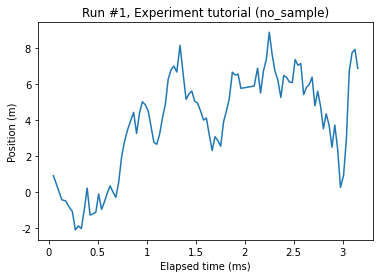 Run #1, Experiment tutorial (no_sample)
Position (m)
8
6
4
2
0
-2
0 0.5 1 1.5 2 2.5 3
Elapsed time (ms)